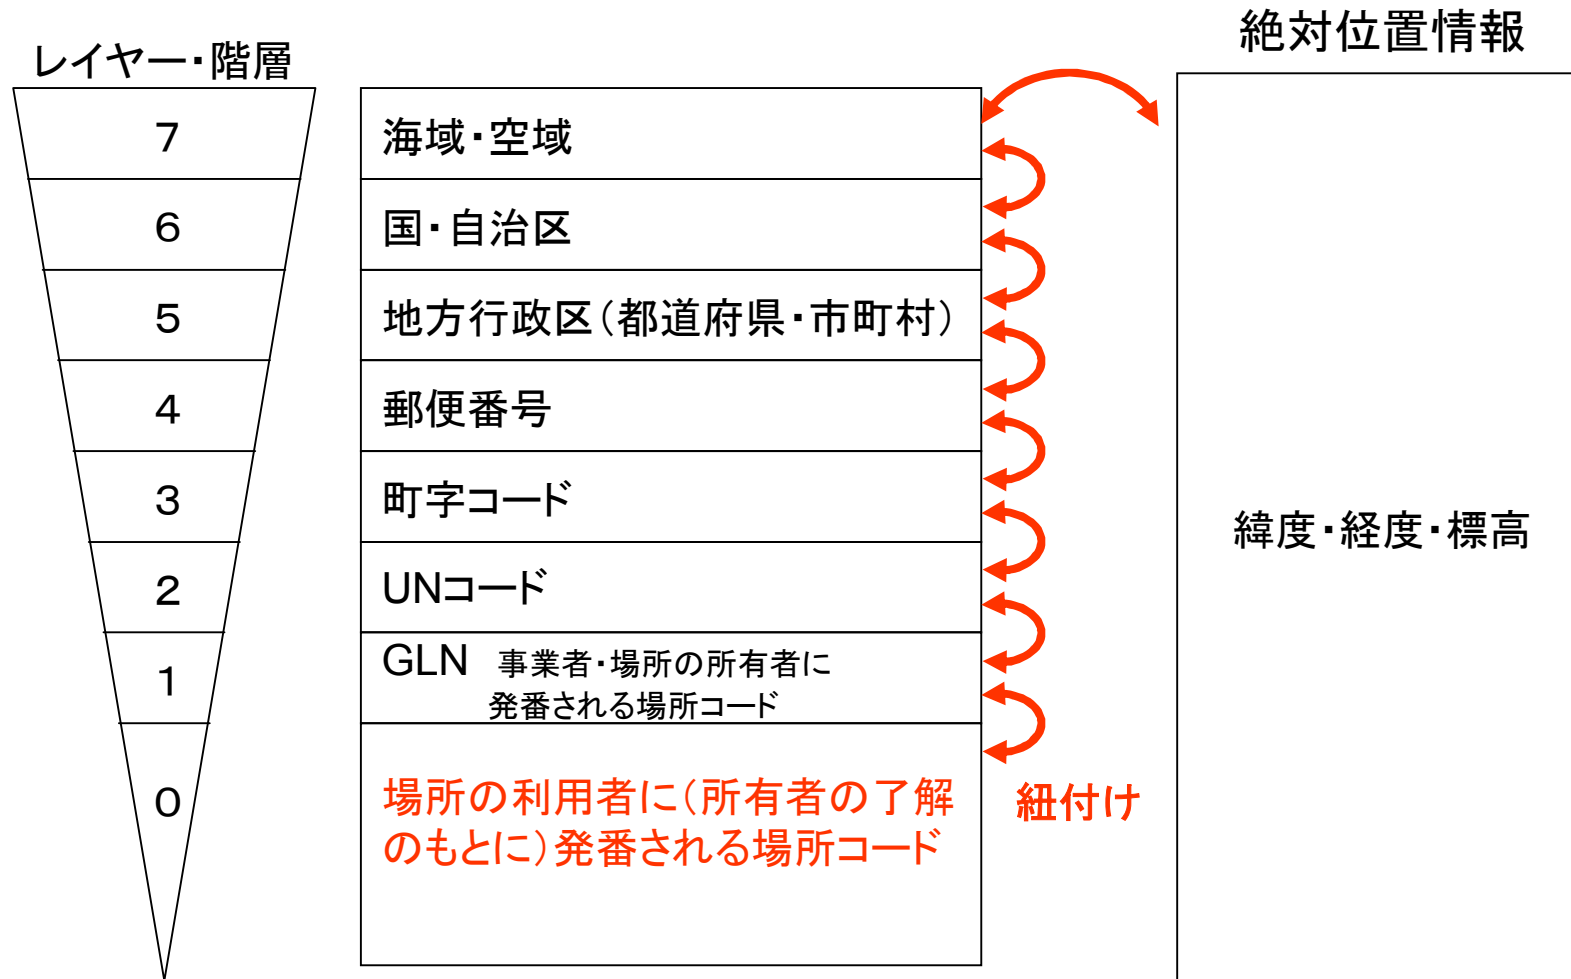 絶対位置情報
レイヤー・階層
7
海域・空域
6
国・自治区
5
地方行政区（都道府県・市町村）
4
郵便番号
3
町字コード
緯度・経度・標高
2
UNコード
1
GLN 事業者・場所の所有者に
発番される場所コード
0
場所の利用者に（所有者の了解
のもとに）発番される場所コード
紐付け